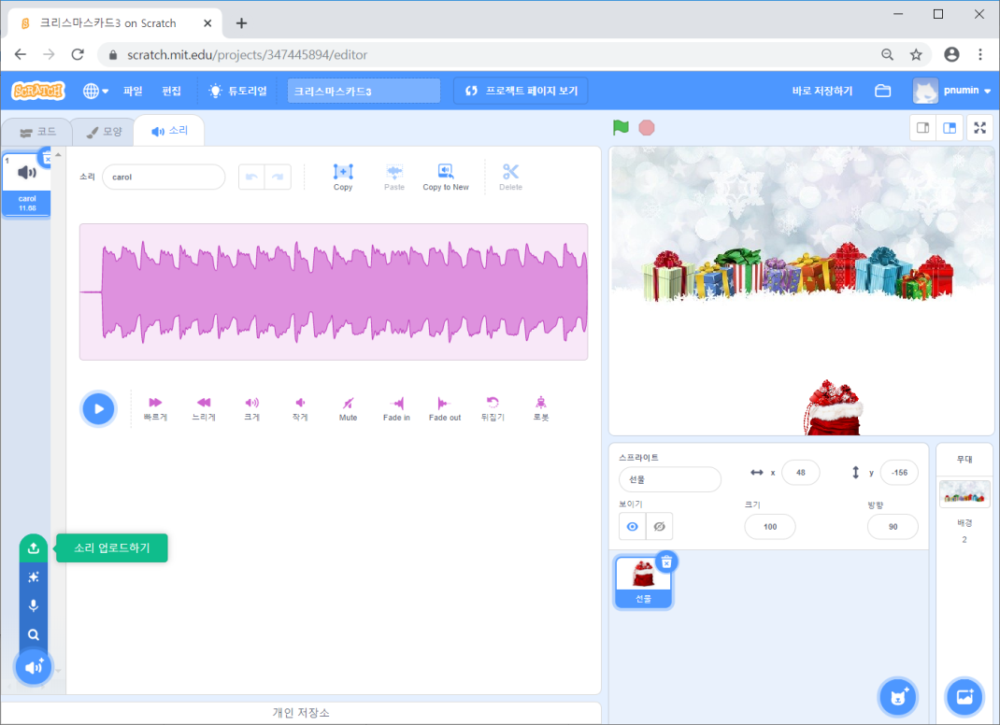 크리스마스카드3 on Scratch
scratch.mit.edu/projects/347445894/editor
SCRATCH 파일 편집 튜토리얼 크리스마스카드3 프로젝트 페이지 보기 바로 저장하기 pnumin
코드 모양 소리
1
carol
11.68
소리 carol Copy Paste Copy to New Delete
빠르게 느리게 크게 작게 Mute Fade in Fade out 뒤집기 로봇
소리 업로드하기
개인 저장소
스프라이트
선물
x 48 y -156
보이기 크기 방향
100 90
선물
무대
배경
2